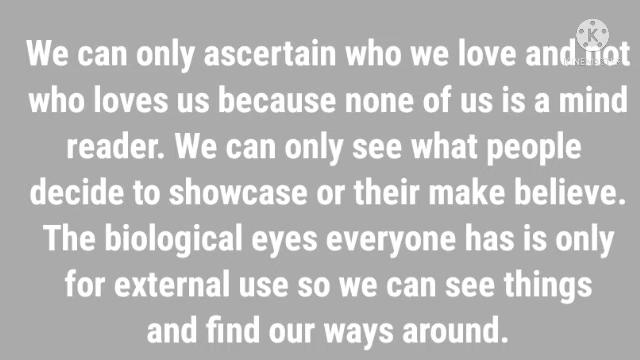 We can only ascertain who we love and not
who loves us because none of us is a mind
reader. We can only see what people
decide to showcase or their make believe.
The biological eyes everyone has is only
for external use so we can see things
and find our ways around.